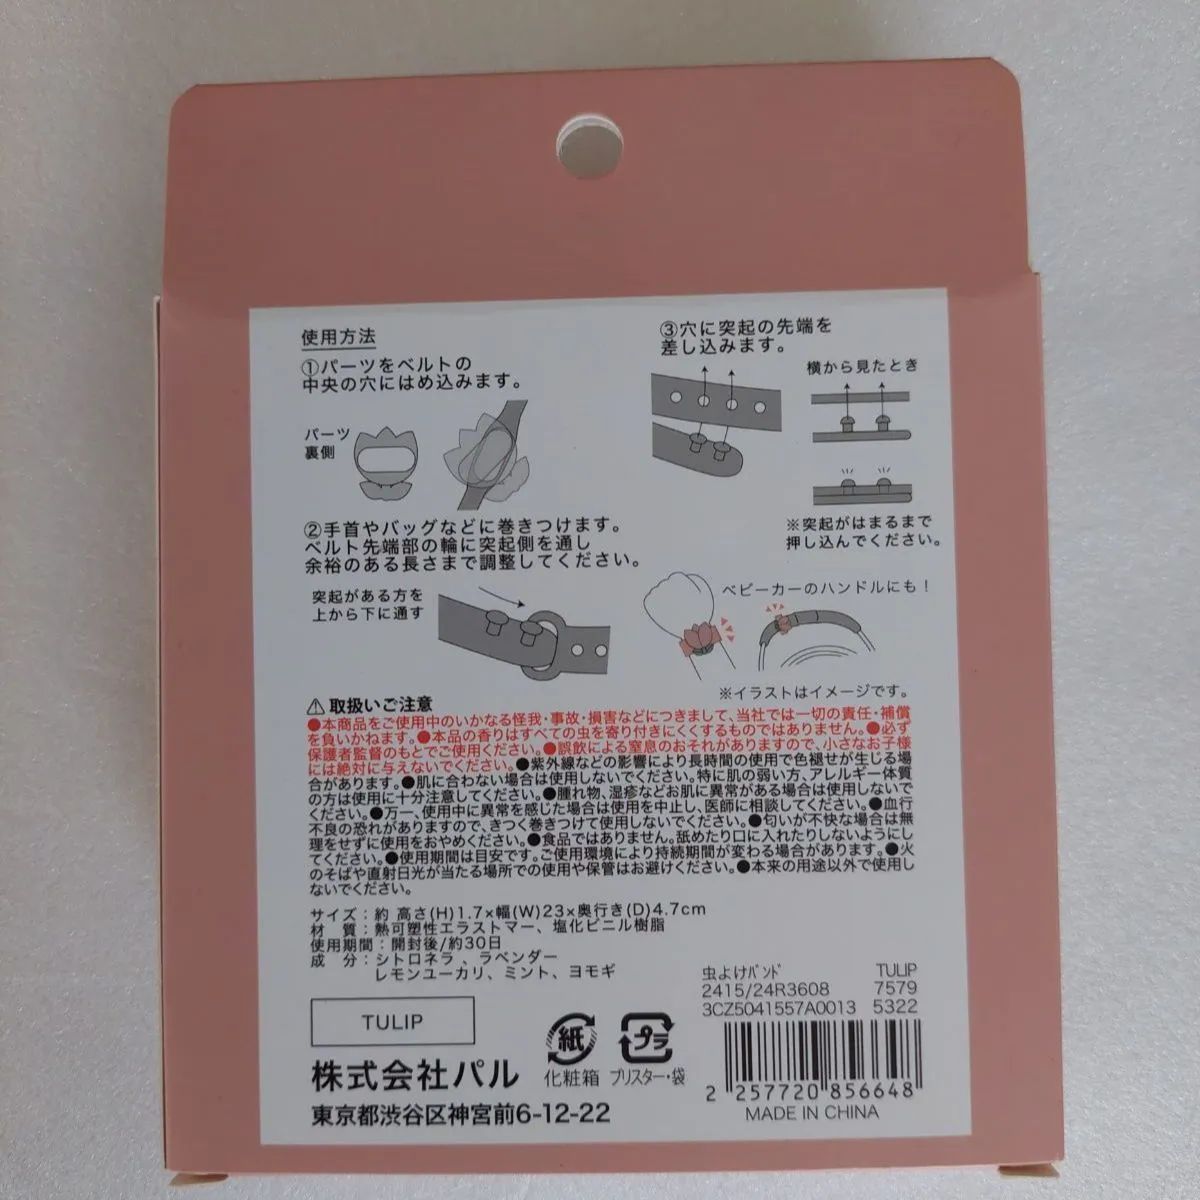 使用方法
①パーツをベルトの
中央の穴にはめ込みます。
パーツ
裏側
②手首やバッグなどに巻きつけます。
ベルト先端部の輪に突起側を通し
余裕のある長さまで調整してください。
突起がある方を
上から下に通す
③穴に突起の先端を
差し込みます。
横から見たとき
※突起がはまるまで
押し込んでください。
ベビーカーのハンドルにも!
※イラストはイメージです。
⚠取扱いご注意
●本商品をご使用中のいかなる怪我・事故・損害などにつきまして、当社では一切の責任・補償
を負いかねます。●本品の香りはすべての虫を寄り付きにくくするものではありません。●必ず
保護者監督のもとでご使用ください。●誤飲による窒息のおそれがありますので、小さなお子様
には絶対に与えないでください。●紫外線などの影響により長時間の使用で色褪せが生じる場
合があります。●肌に合わない場合は使用しないでください。特に肌の弱い方、アレルギー体質
の方は使用に十分注意してください。●腫れ物、湿疹などお肌に異常がある場合は使用しないで
ください。●万一、使用中に異常を感じた場合は使用を中止し、医師に相談してください。●血行
不良の恐れがありますので、きつく巻きつけて使用しないでください。●匂いが不快な場合は無
理をせずに使用をおやめください。●食品ではありません。舐めたり口に入れたりしないようにし
てください。●使用期間は目安です。ご使用環境により持続期間が変わる場合があります。●火
のそばや直射日光が当たる場所での使用や保管はお避けください。●本来の用途以外で使用し
ないでください。
サイズ:約 高さ(H)1.7×幅(W)23×奥行き(D)4.7cm
材 質:熱可塑性エラストマー、塩化ビニル樹脂
使用期間:開封後/約30日
成 分:シトロネラ 、ラベンダー
レモンユーカリ、ミント、ヨモギ
TULIP
株式会社パル
東京都渋谷区神宮前6-12-22
紙
化粧箱
プラ
ブリスター・袋
虫よけバンド TULIP
2415/24R3608 7579
3CZ5041557A0013 5322
2 257720 856648
MADE IN CHINA